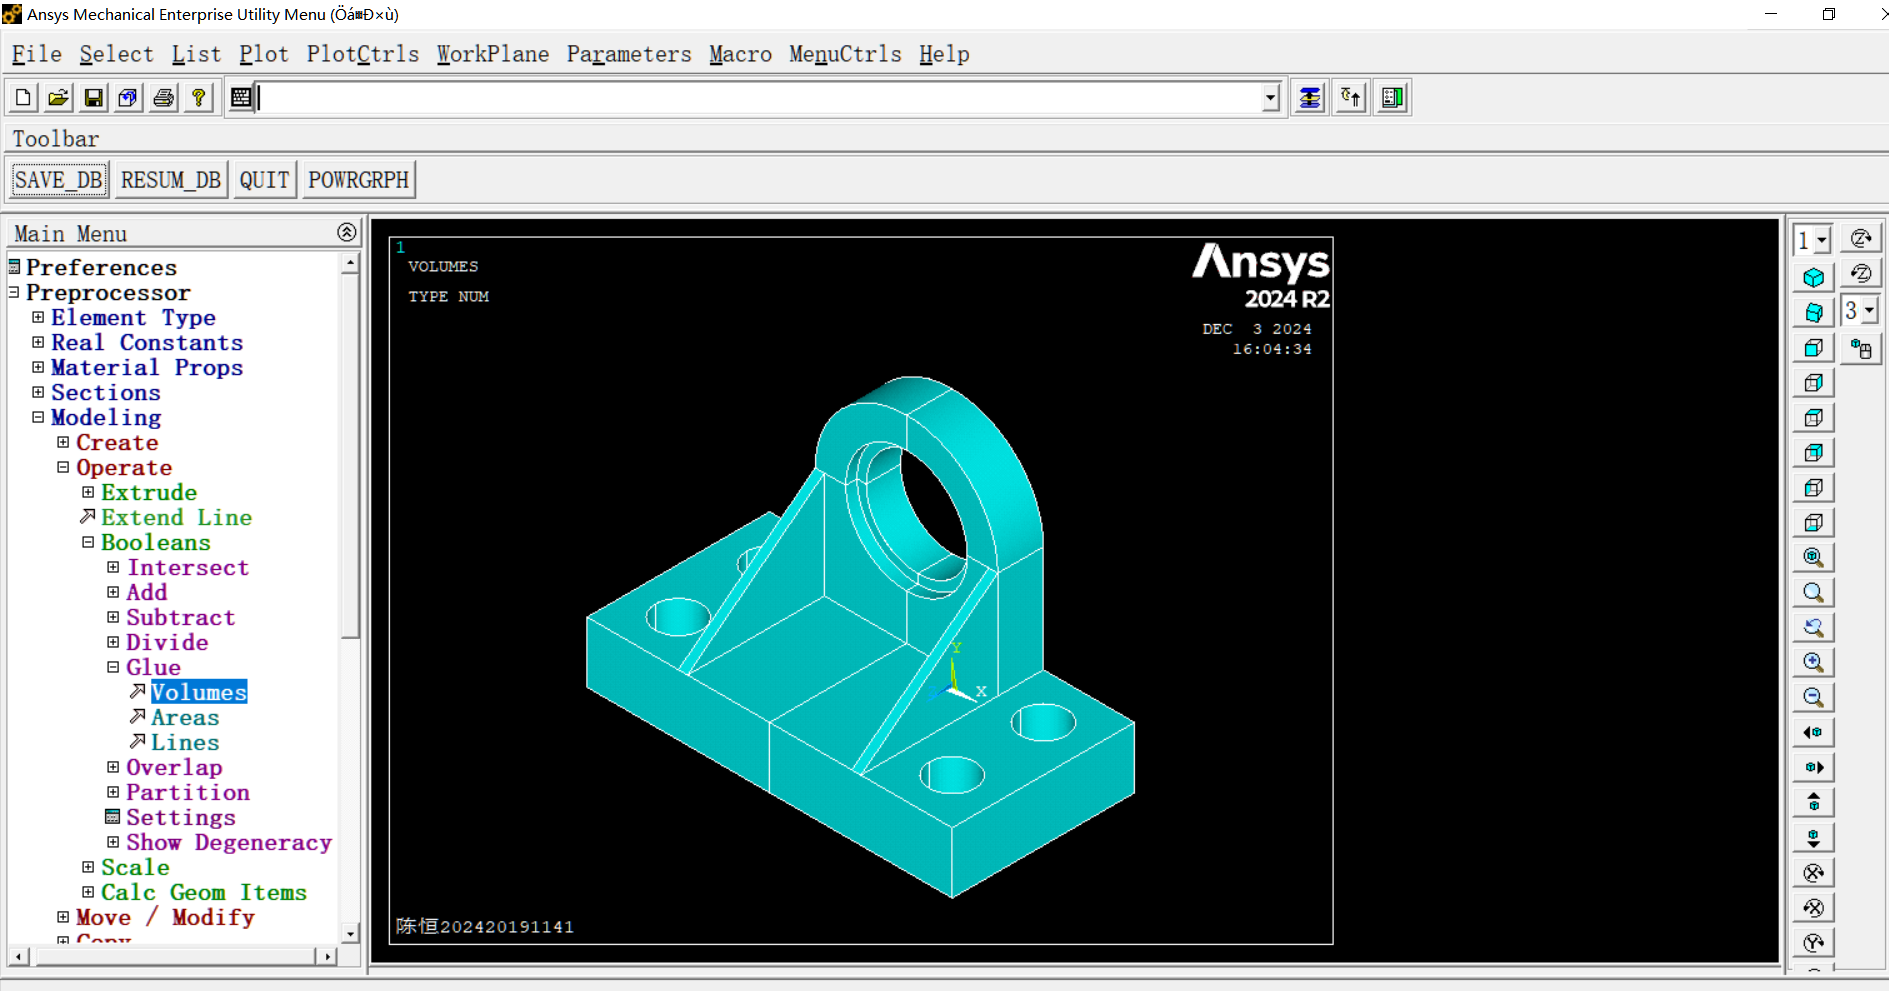 Ansys Mechanical Enterprise Utility Menu (Öá³Ð×ù)
File Select List Plot PlotCtrls WorkPlane Parameters Macro MenuCtrls Help
Toolbar
SAVE_DB RESUM_DB QUIT POWRGRPH
Main Menu
Preferences
Preprocessor
Element Type
Real Constants
Material Props
Sections
Modeling
Create
Operate
Extrude
Extend Line
Booleans
Intersect
Add
Subtract
Divide
Glue
Volumes
Areas
Lines
Overlap
Partition
Settings
Show Degeneracy
Scale
Calc Geom Items
Move / Modify
Copy
1
VOLUMES
TYPE NUM
Ansys
2024 R2
DEC 3 2024
16:04:34
Y
X
陈恒202420191141
1
3